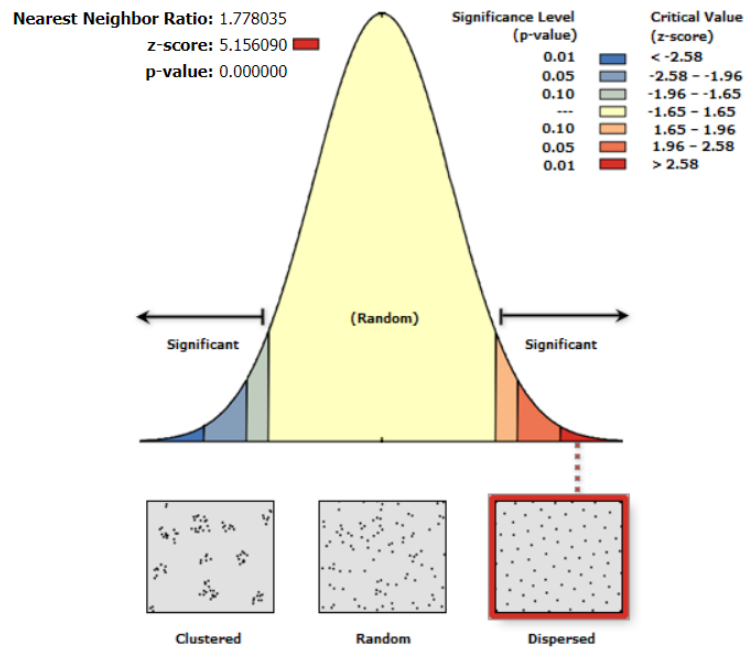 Nearest Neighbor Ratio: 1.778035
z-score: 5.156090
p-value: 0.000000
Significance Level
(p-value)
Critical Value
(z-score)
0.01 < -2.58
0.05 -2.58 – -1.96
0.10 -1.96 – -1.65
--- -1.65 – 1.65
0.10 1.65 – 1.96
0.05 1.96 – 2.58
0.01 > 2.58
Significant
(Random)
Significant
Clustered
Random
Dispersed